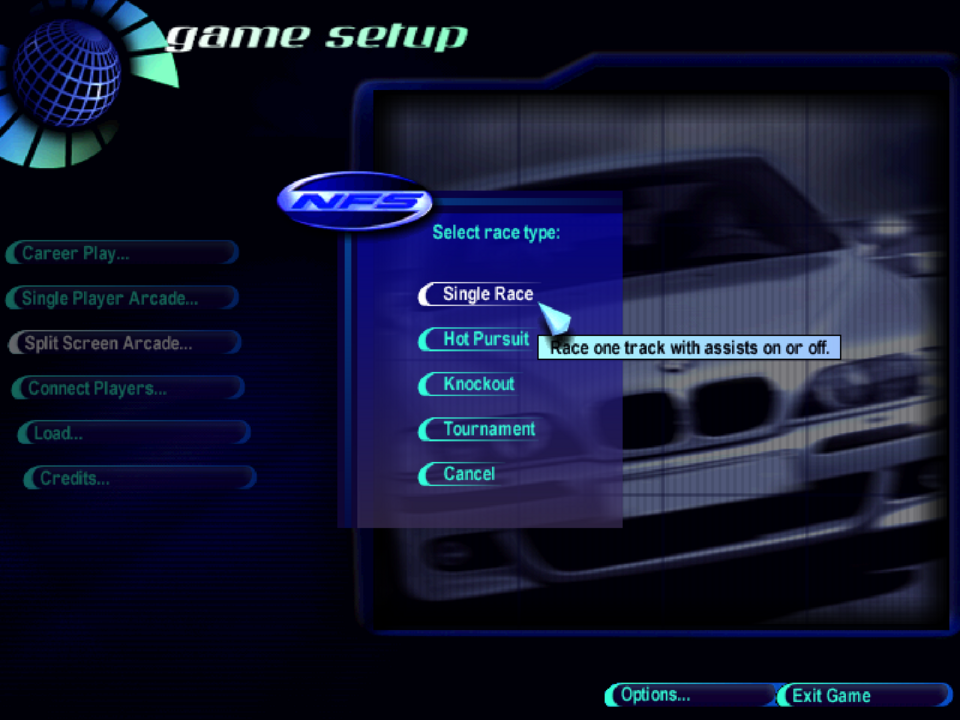 game setup
NFS
Select race type:
Career Play...
Single Player Arcade...
Split Screen Arcade...
Connect Players...
Load...
Credits...
Single Race
Hot Pursuit
Race one track with assists on or off.
Knockout
Tournament
Cancel
Options...
Exit Game